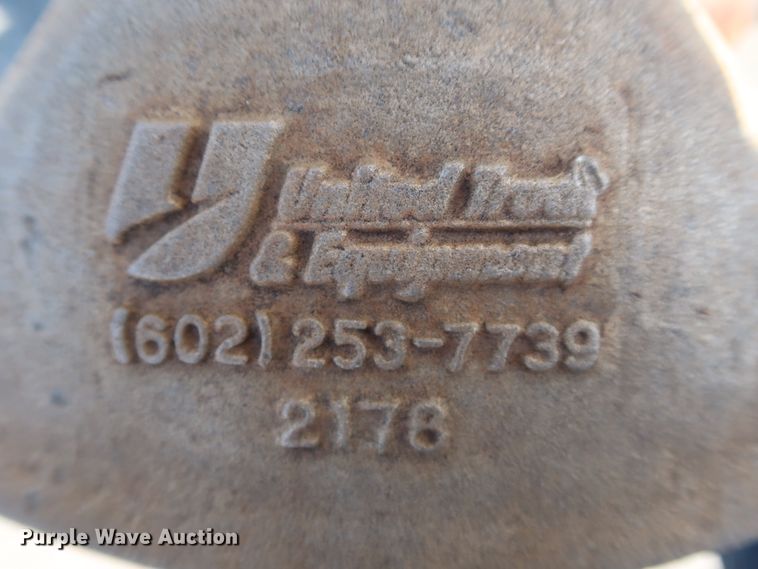 United Truck
& Equipment
(602) 253-7739
2178
Purple Wave Auction